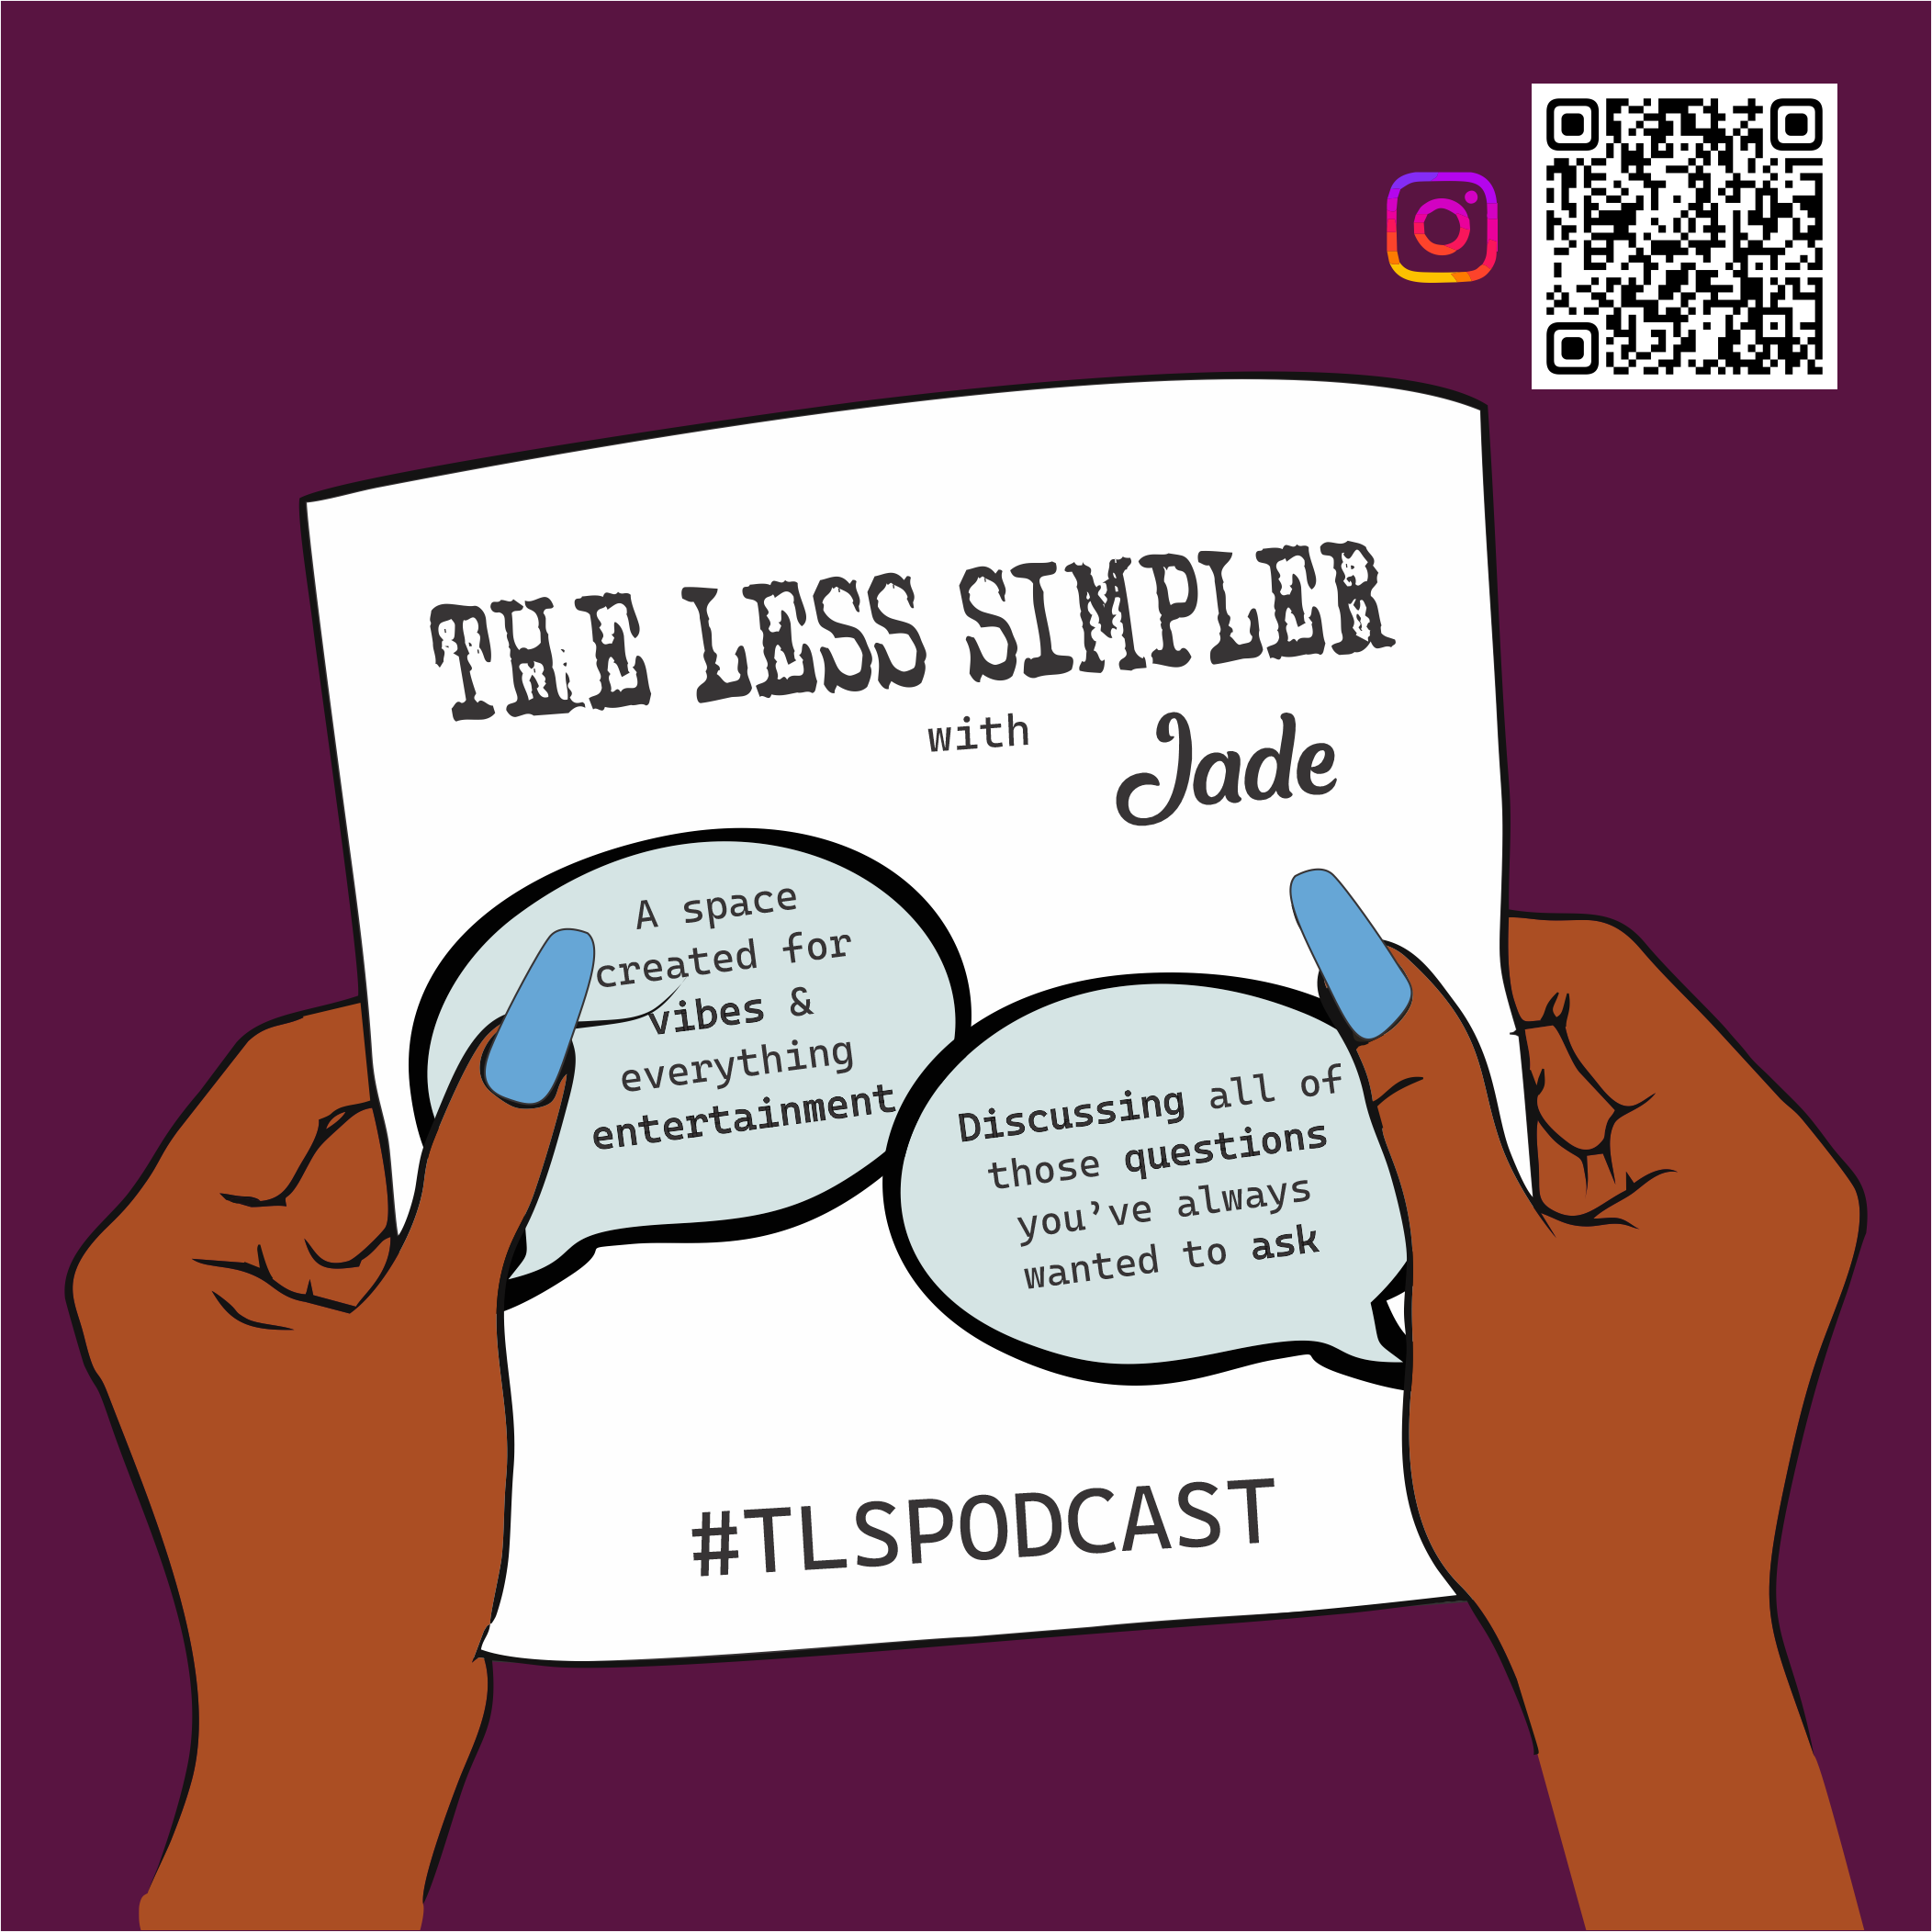 THE LESS SIMPLER
with
Jade
A space
created for
vibes &
everything
entertainment
Discussing all of
those questions
you've always
wanted to ask
#TLSPODCAST